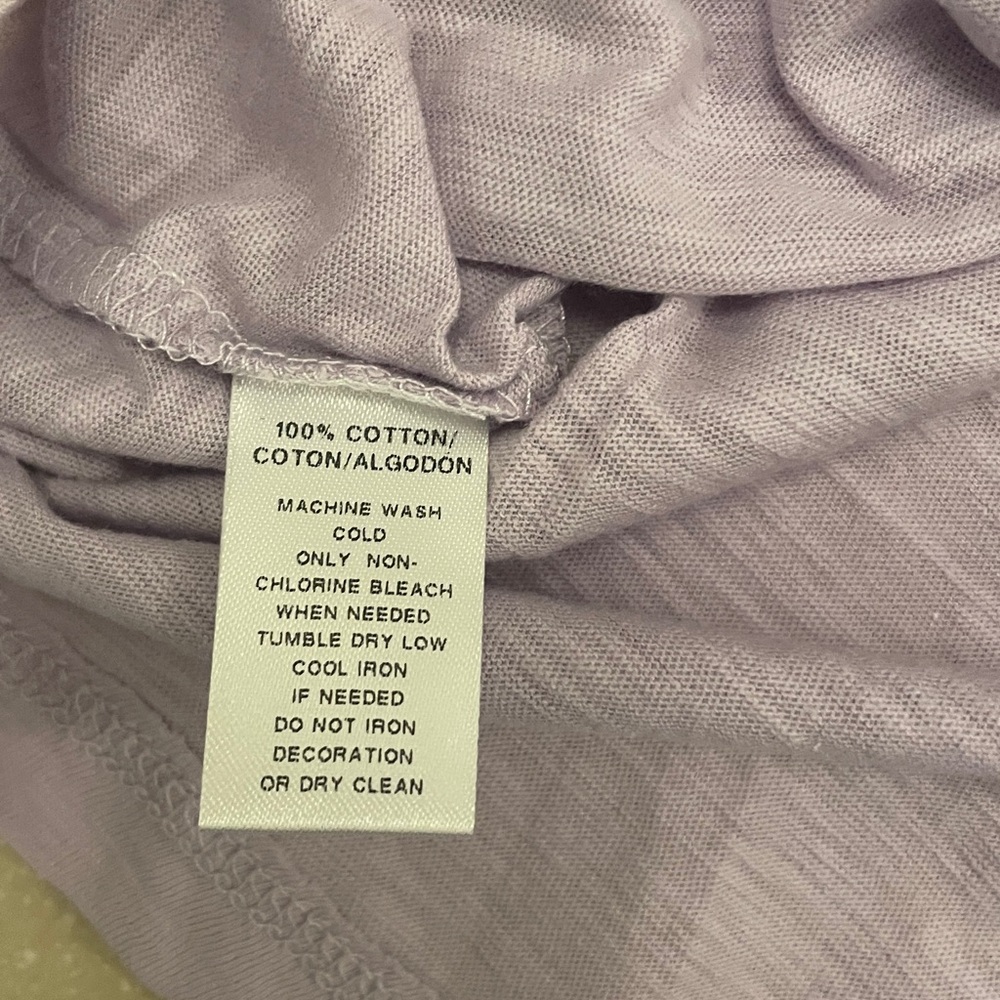 100% COTTON/
COTON/ALGODÓN
MACHINE WASH
COLD
ONLY NON-
CHLORINE BLEACH
WHEN NEEDED
TUMBLE DRY LOW
COOL IRON
IF NEEDED
DO NOT IRON
DECORATION
OR DRY CLEAN